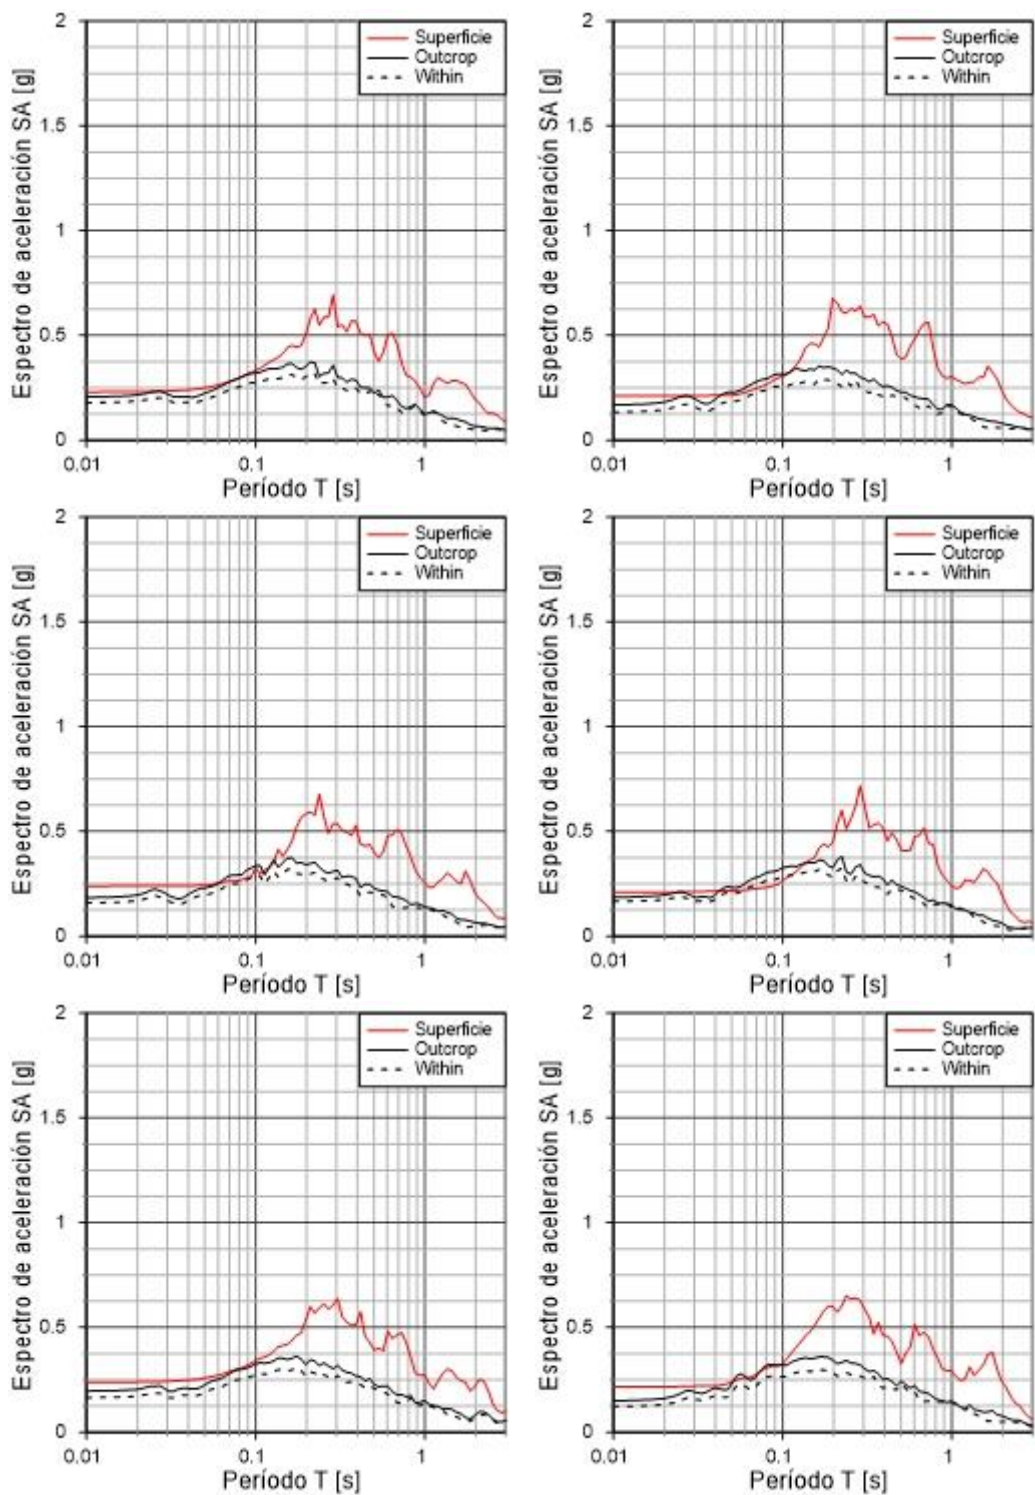 Espectro de aceleración SA [g]
2
1.5
1
0.5
0
Superficie
Outcrop
Within
0.01
0.1
1
Período T [s]
Espectro de aceleración SA [g]
2
1.5
1
0.5
0
Superficie
Outcrop
Within
0.01
0.1
1
Período T [s]
Espectro de aceleración SA [g]
2
1.5
1
0.5
0
Superficie
Outcrop
Within
0.01
0.1
1
Período T [s]
Espectro de aceleración SA [g]
2
1.5
1
0.5
0
Superficie
Outcrop
Within
0.01
0.1
1
Período T [s]
Espectro de aceleración SA [g]
2
1.5
1
0.5
0
Superficie
Outcrop
Within
0.01
0.1
1
Período T [s]
Espectro de aceleración SA [g]
2
1.5
1
0.5
0
Superficie
Outcrop
Within
0.01
0.1
1
Período T [s]